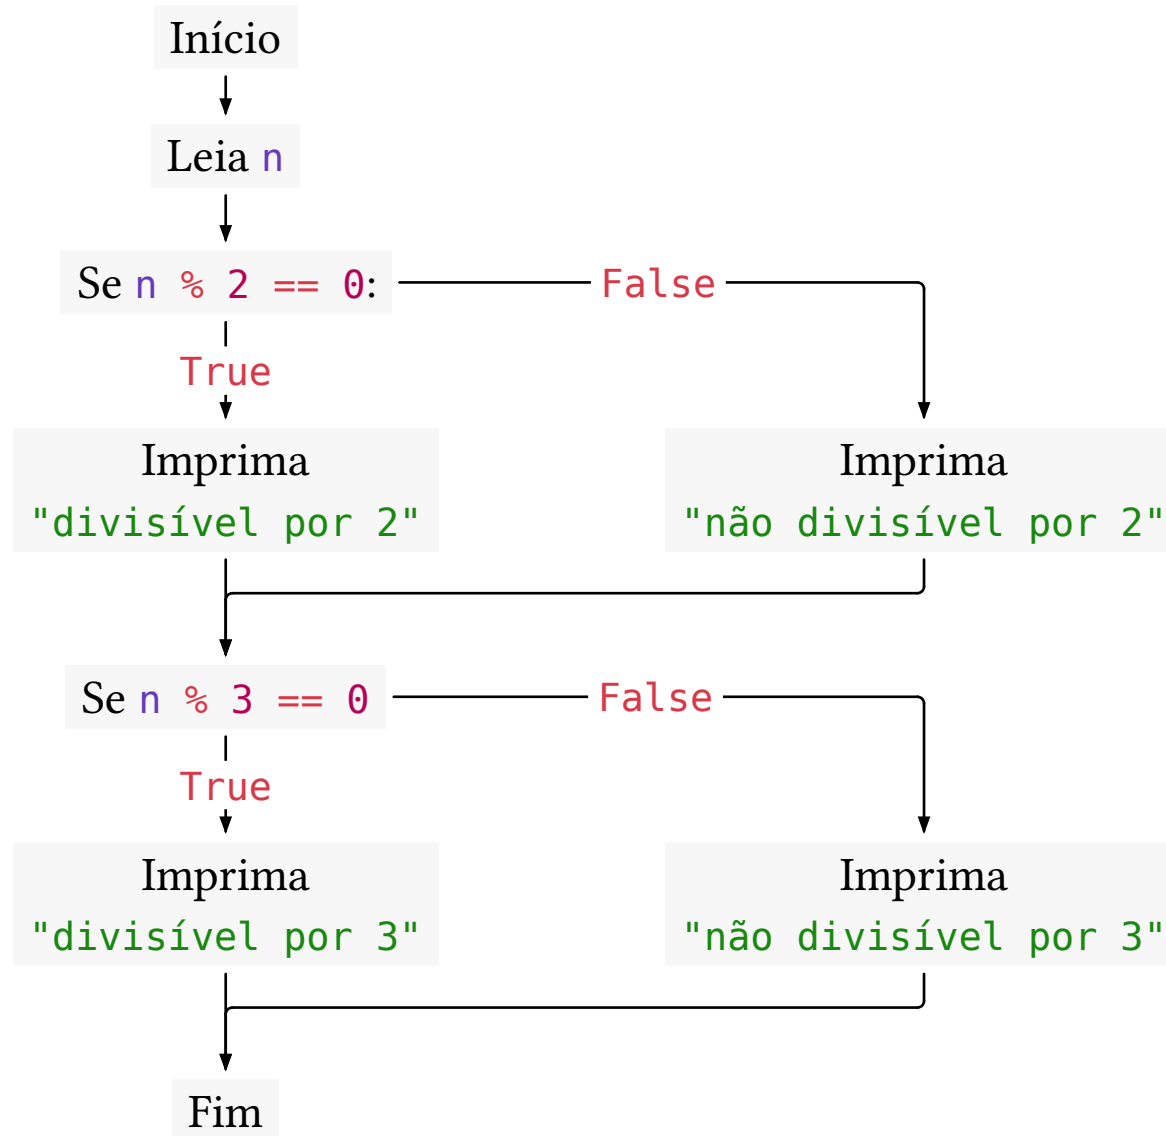 Início
Leia n
Se n % 2 == 0:
False
True
Imprima
"divisível por 2"
Imprima
"não divisível por 2"
Se n % 3 == 0
False
True
Imprima
"divisível por 3"
Imprima
"não divisível por 3"
Fim